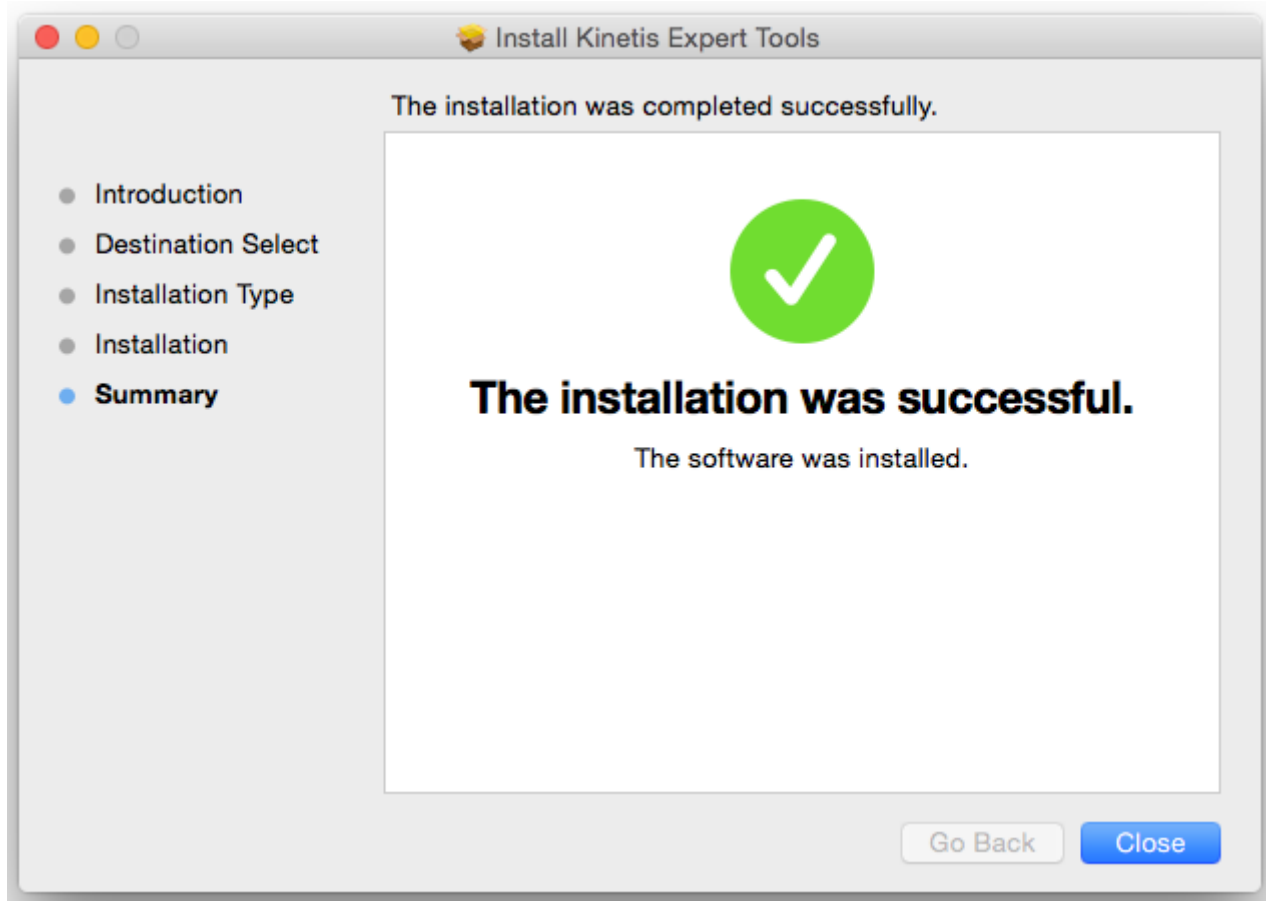 Install Kinetis Expert Tools
The installation was completed successfully.
Introduction
Destination Select
Installation Type
Installation
Summary
The installation was successful.
The software was installed.
Go Back
Close